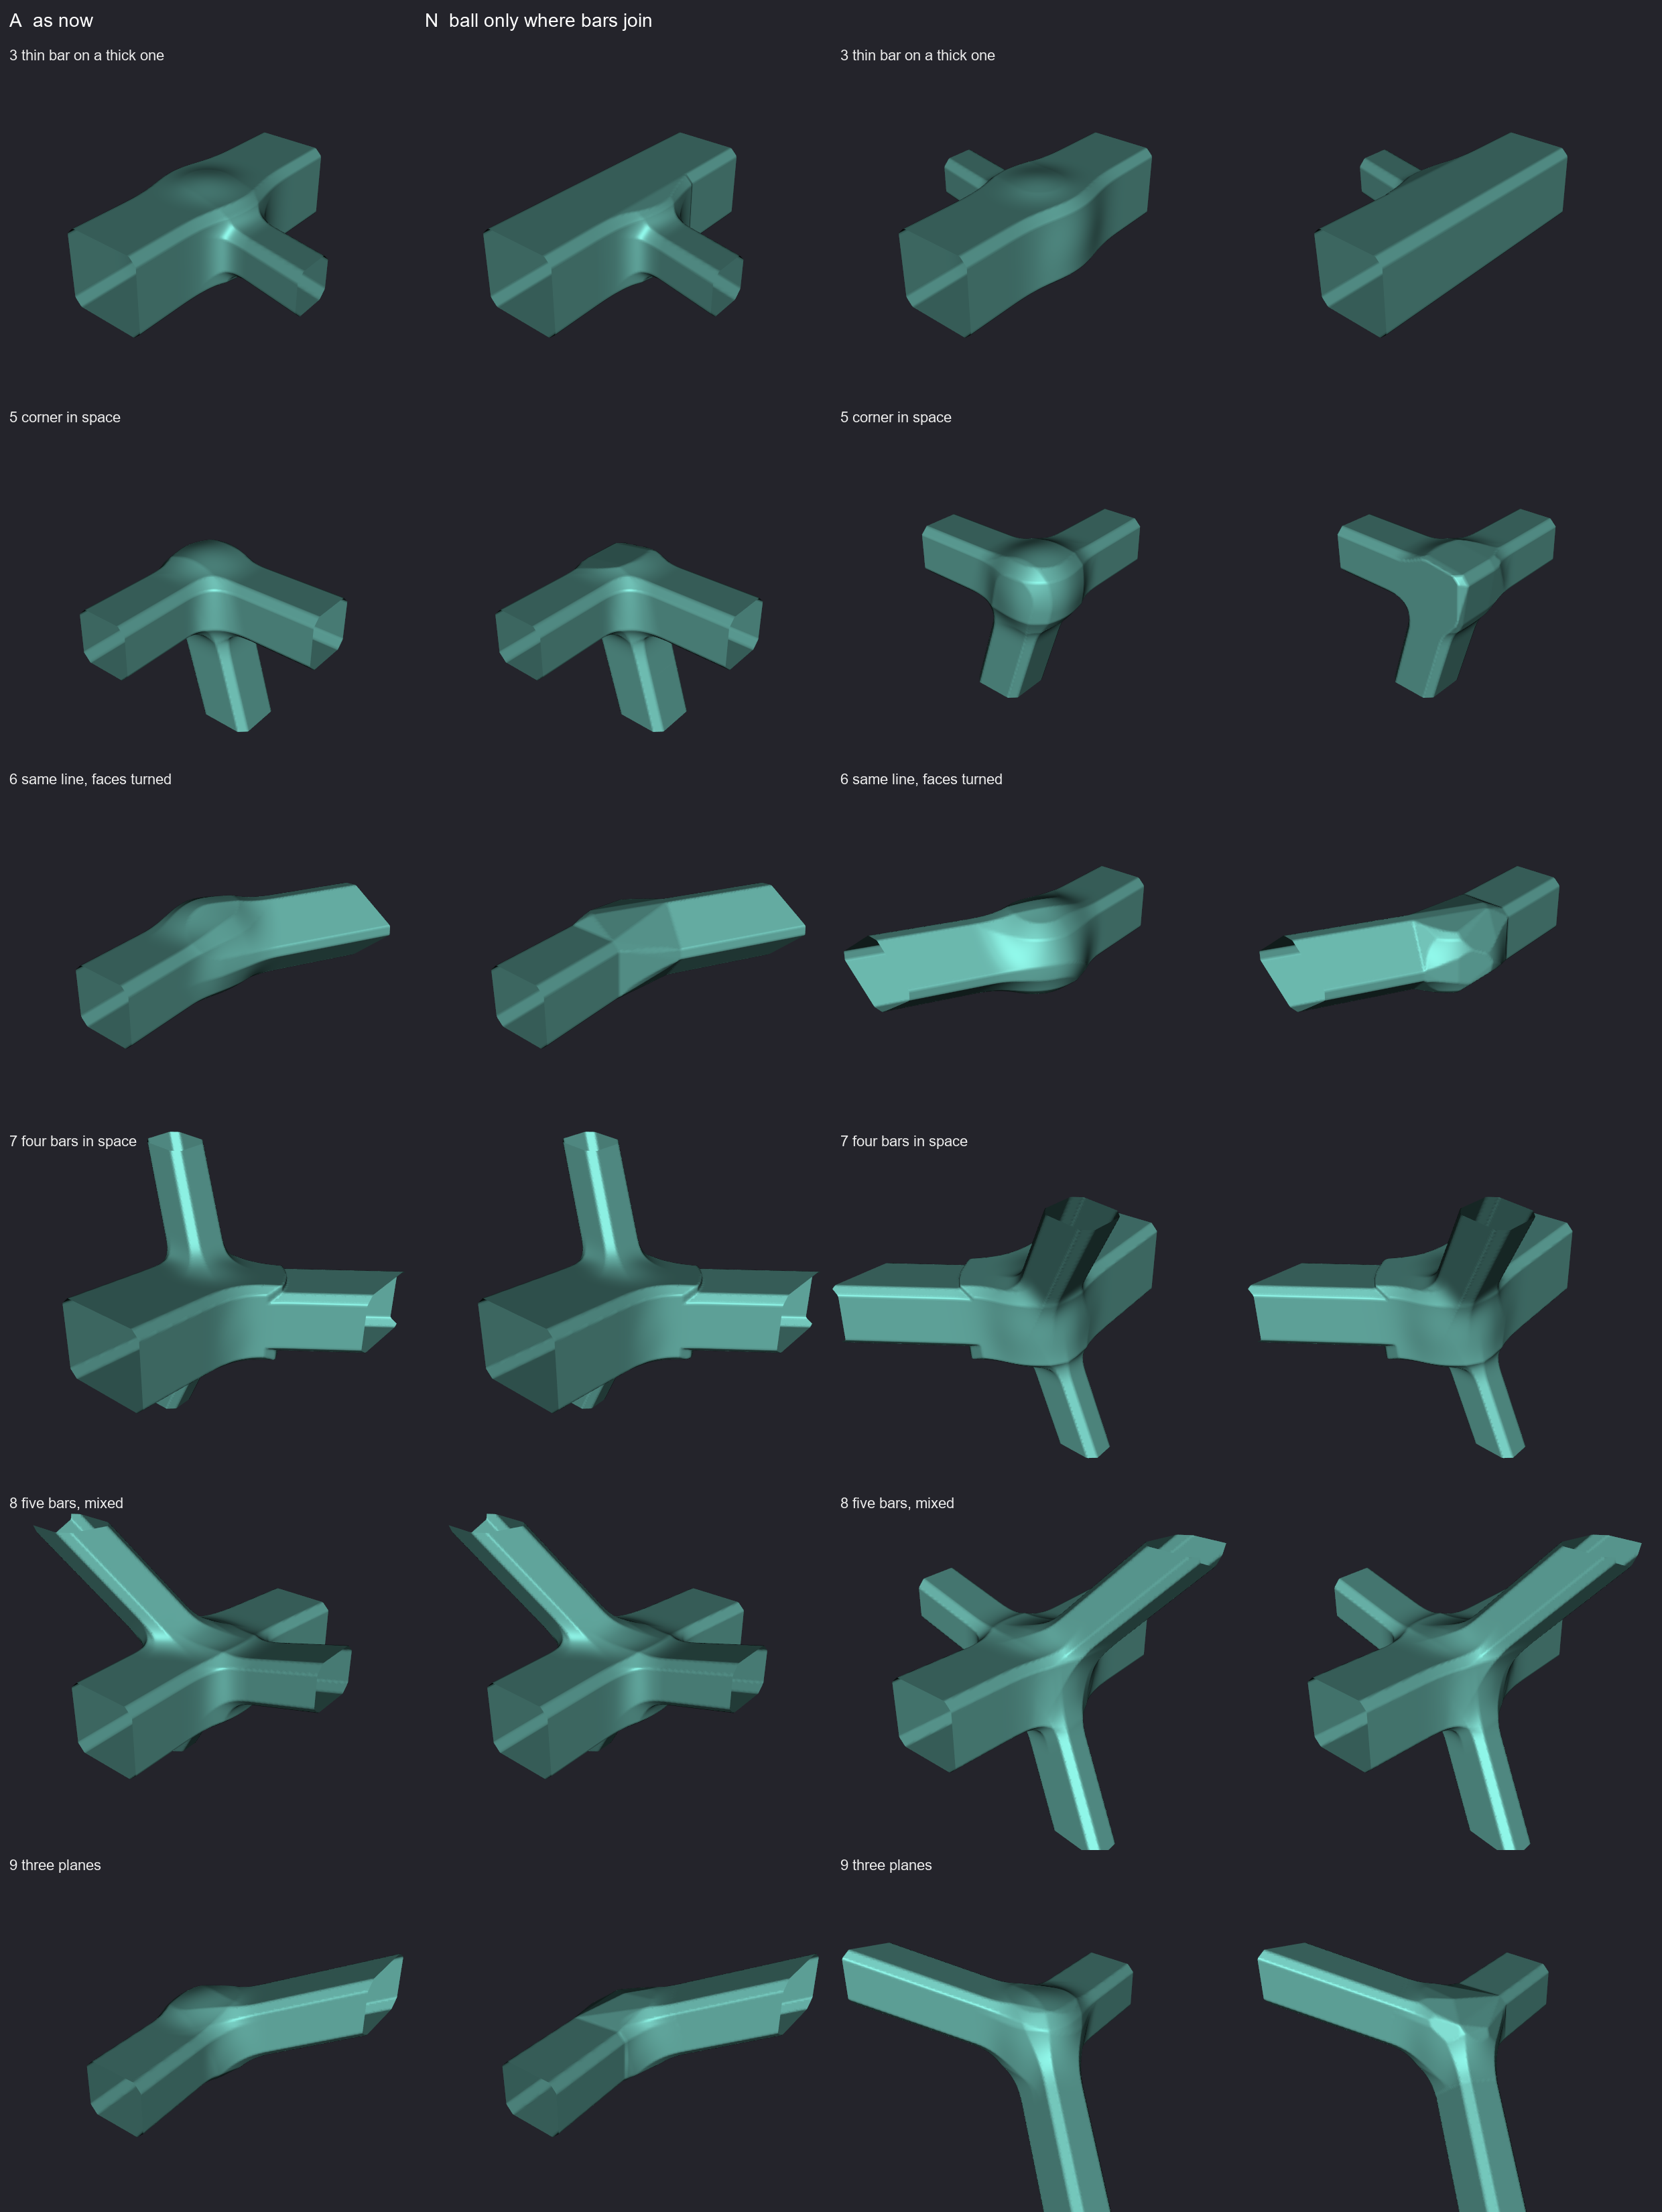 A as now
N ball only where bars join
3 thin bar on a thick one
3 thin bar on a thick one
5 corner in space
5 corner in space
6 same line, faces turned
6 same line, faces turned
7 four bars in space
7 four bars in space
8 five bars, mixed
8 five bars, mixed
9 three planes
9 three planes